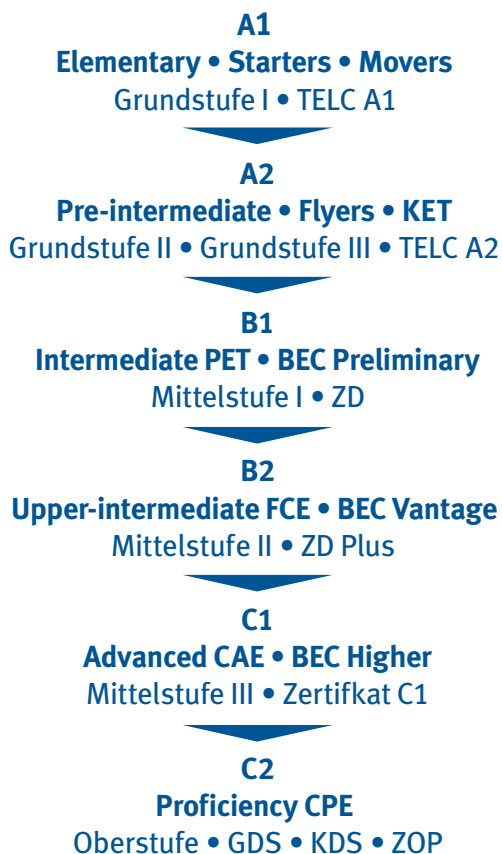 A1
Elementary • Starters • Movers
Grundstufe I • TELC A1
A2
Pre-intermediate • Flyers • KET
Grundstufe II • Grundstufe III • TELC A2
B1
Intermediate PET • BEC Preliminary
Mittelstufe I • ZD
B2
Upper-intermediate FCE • BEC Vantage
Mittelstufe II • ZD Plus
C1
Advanced CAE • BEC Higher
Mittelstufe III • Zertifkat C1
C2
Proficiency CPE
Oberstufe • GDS • KDS • ZOP